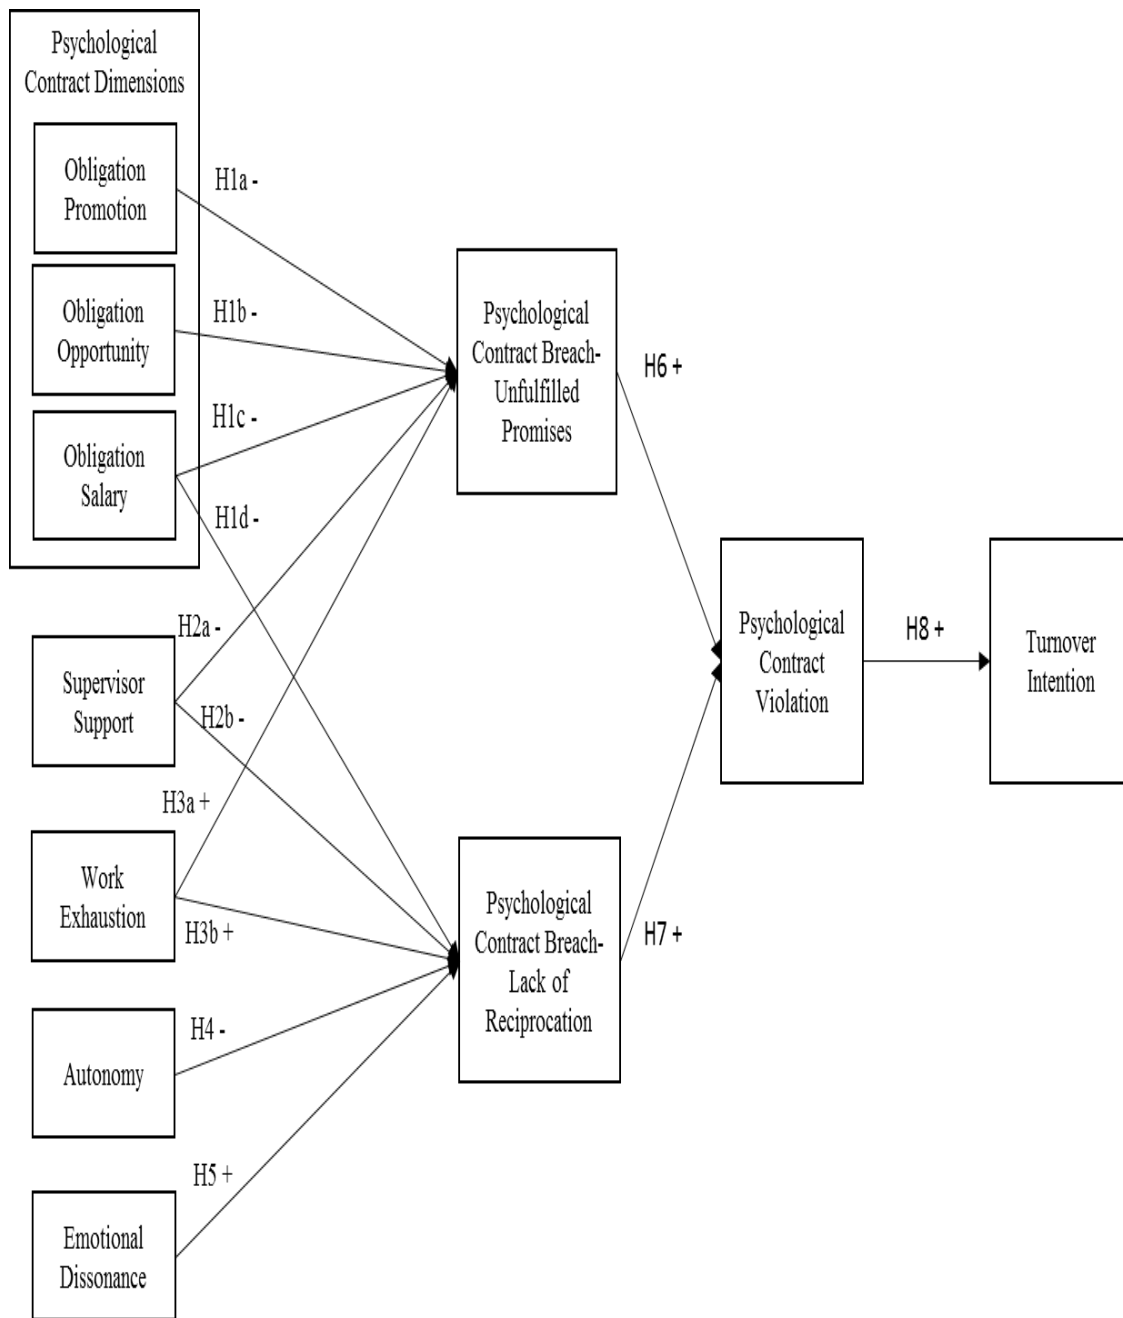 Psychological
Contract Dimensions
Obligation
Promotion
Obligation
Opportunity
Obligation
Salary
Supervisor
Support
Work
Exhaustion
Autonomy
Emotional
Dissonance
H1a -
H1b -
H1c -
H1d -
H2a -
H2b -
H3a +
H3b +
H4 -
H5 +
Psychological
Contract Breach-
Unfulfilled
Promises
Psychological
Contract Breach-
Lack of
Reciprocation
H6 +
H7 +
Psychological
Contract
Violation
H8 +
Turnover
Intention